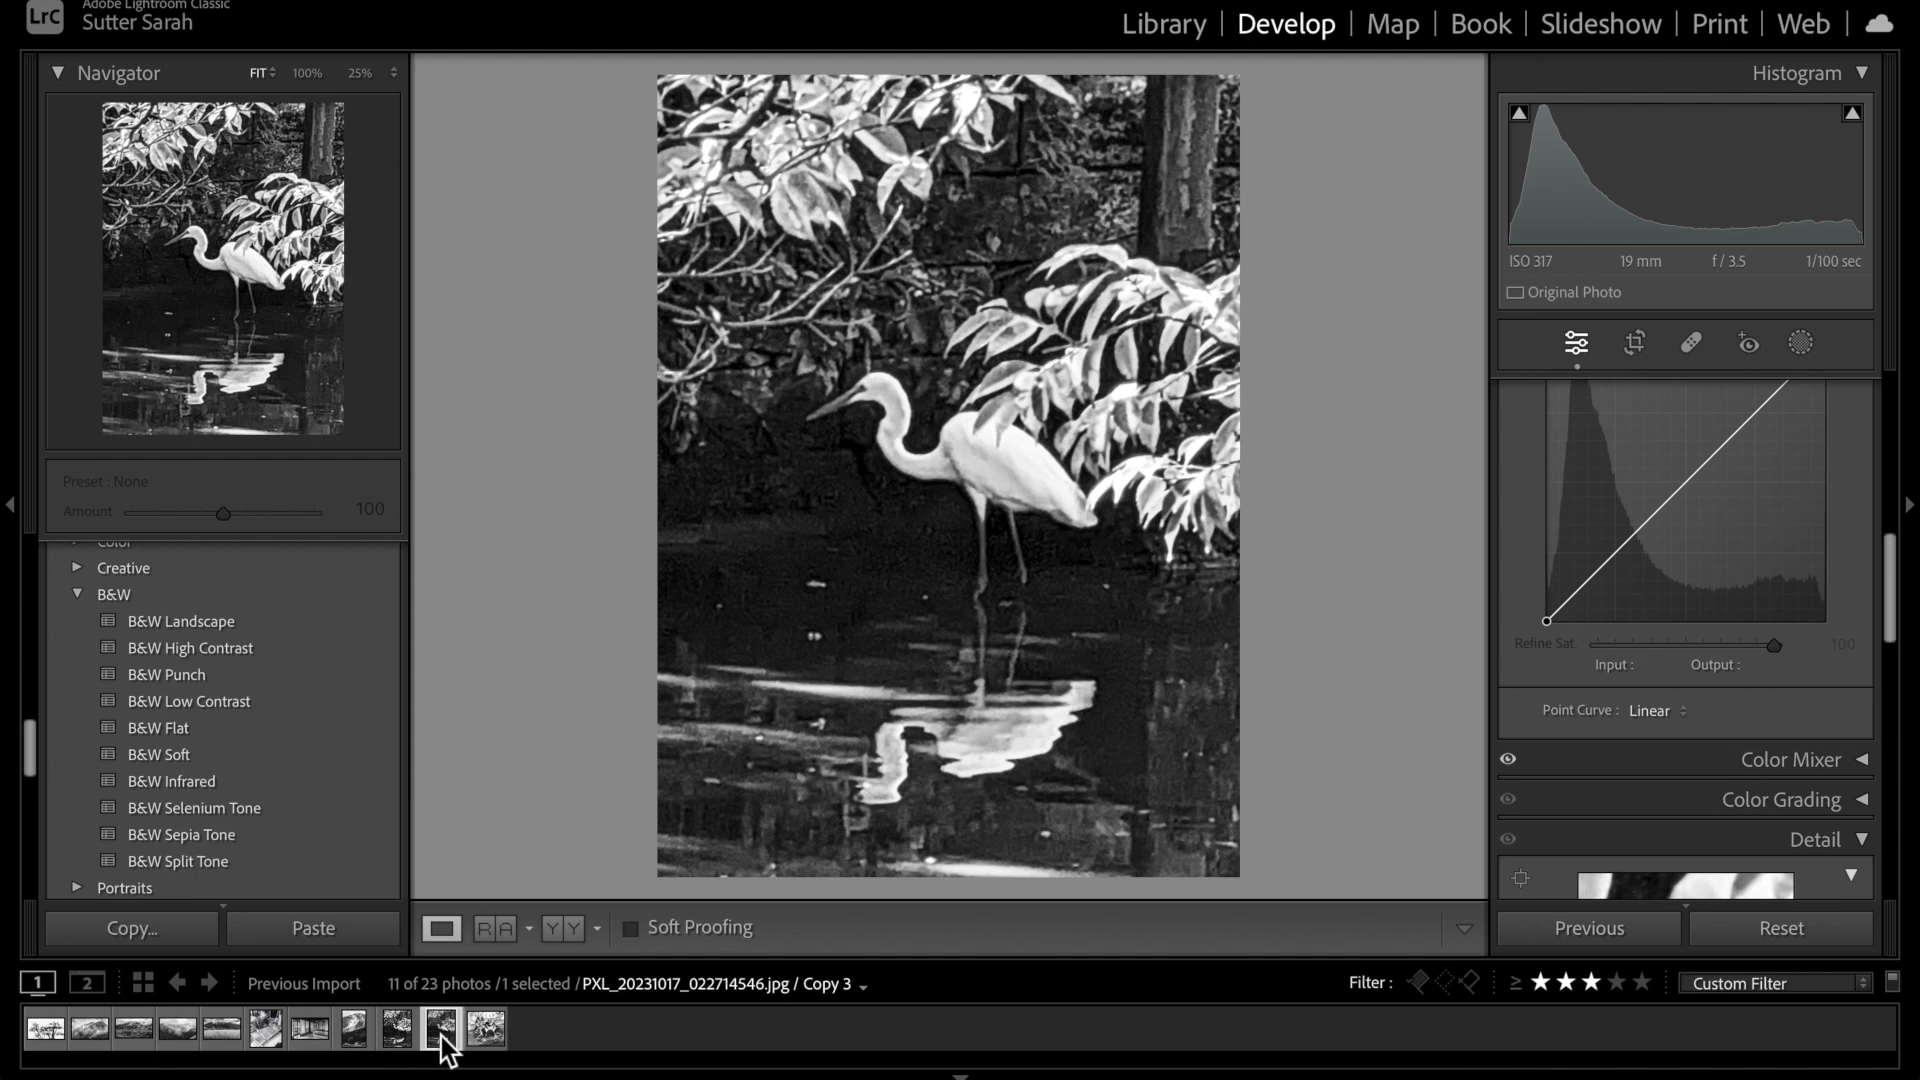 LrC
Adobe Lightroom Classic
Sutter Sarah
Library | Develop | Map | Book | Slideshow | Print | Web
Navigator
FIT
100%
25%
Preset : None
Amount
100
Color
Creative
B&W
B&W Landscape
B&W High Contrast
B&W Punch
B&W Low Contrast
B&W Flat
B&W Soft
B&W Infrared
B&W Selenium Tone
B&W Sepia Tone
B&W Split Tone
Portraits
Copy...
Paste
R A
Y Y
Soft Proofing
Histogram
ISO 317
19 mm
f / 3.5
1/100 sec
Original Photo
Refine Sat.
100
Input :
Output :
Point Curve : Linear
Color Mixer
Color Grading
Detail
Previous
Reset
1
2
Previous Import
11 of 23 photos /1 selected /PXL_20231017_022714546.jpg / Copy 3
Filter :
≥ ★★★★★
Custom Filter